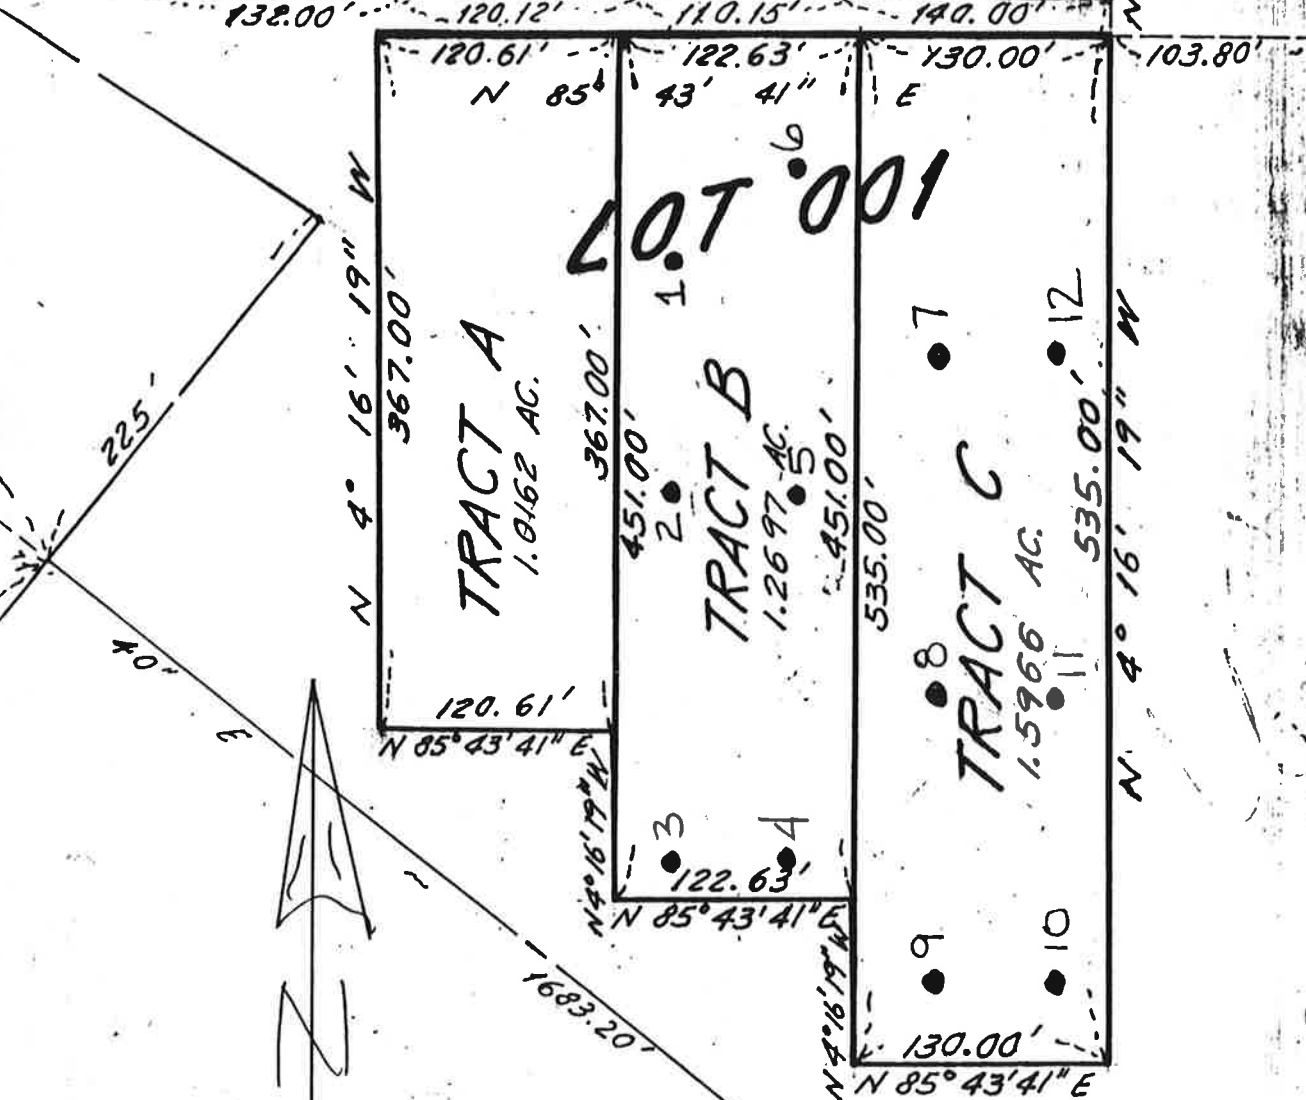 132.00' 120.12' 110.15' 140.00' N
120.61' 122.63' 130.00' 103.80'
N 85° 43' 41" E
LOT 001
6
1
7
12
N 4° 16' 19" W
367.00'
TRACT A
1.0162 AC.
367.00'
451.00'
2
TRACT B
1.2697 AC.
5
451.00'
535.00'
8
TRACT C
1.5966 AC.
11
535.00'
N 4° 16' 19" W
225'
40"
E
120.61'
N 85° 43' 41" E
N 4° 16' 19" W
3
4
122.63'
N 85° 43' 41" E
N 4° 16' 19" W
9
10
130.00'
N 85° 43' 41" E
1683.20'
N